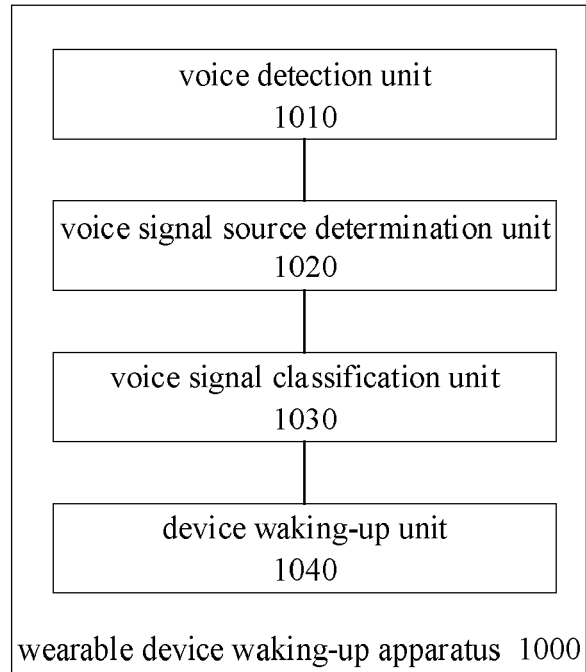 voice detection unit
1010
voice signal source determination unit
1020
voice signal classification unit
1030
device waking-up unit
1040
wearable device waking-up apparatus 1000